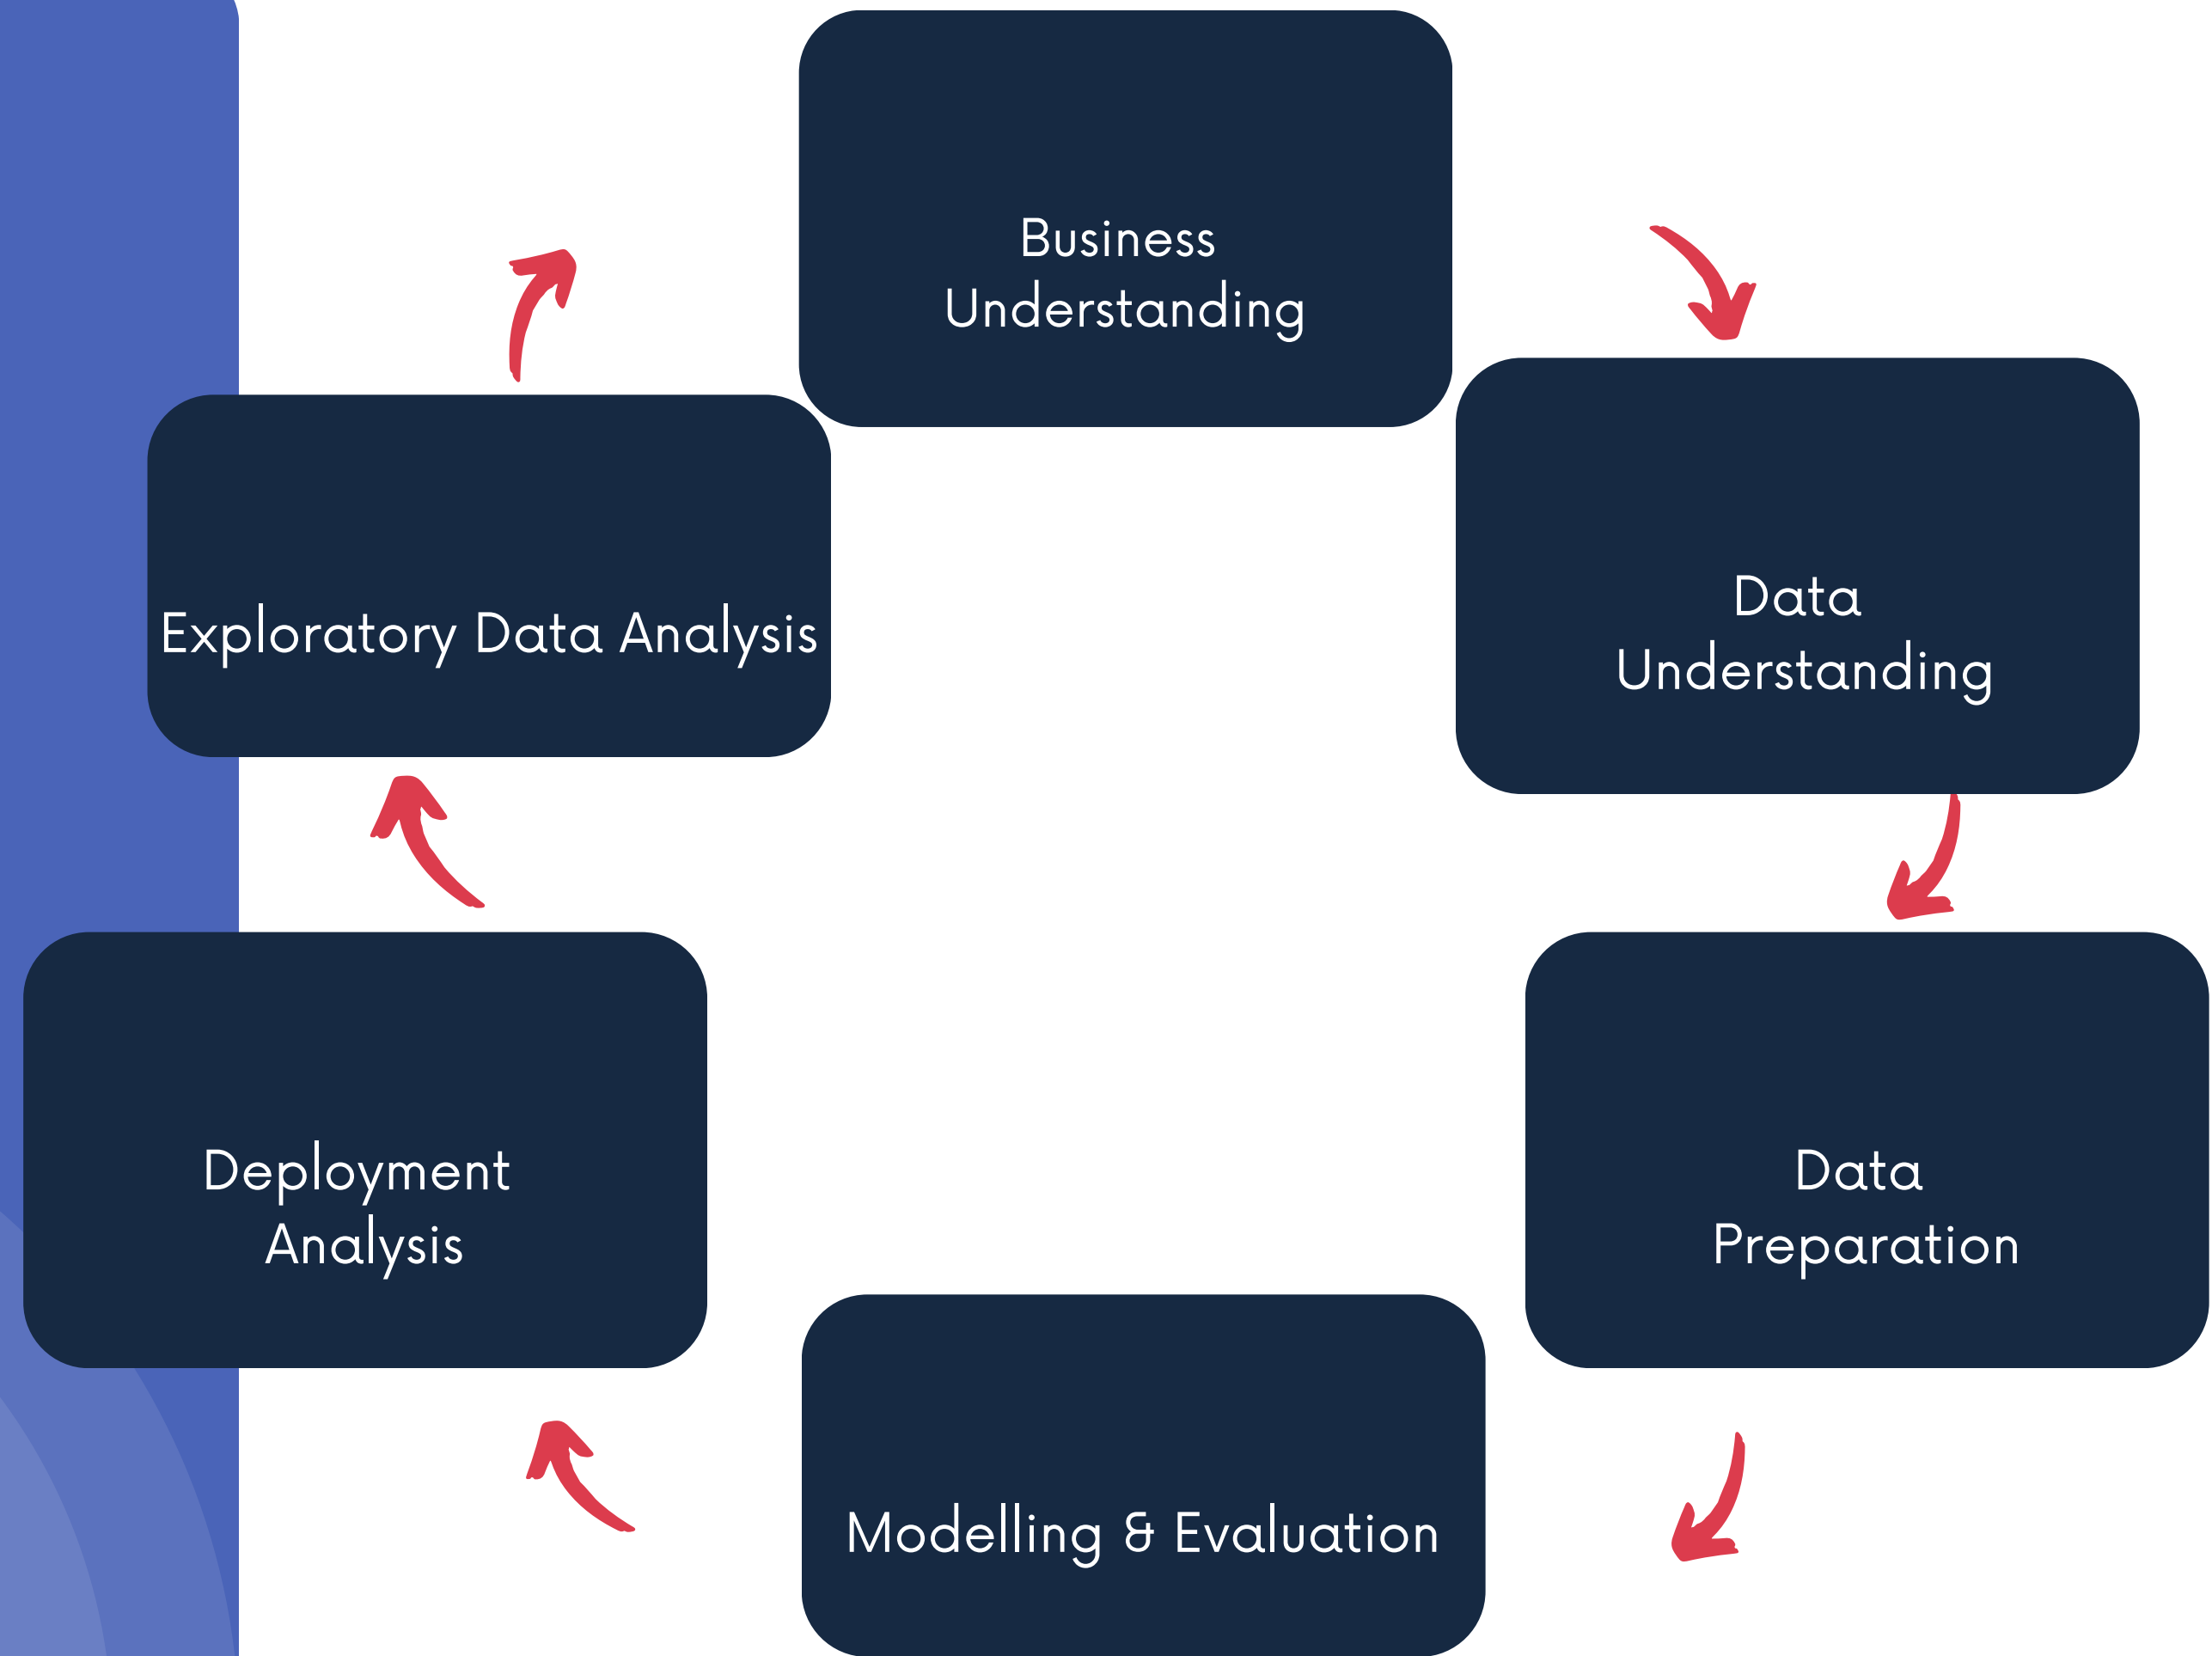 Business
Understanding
Data
Understanding
Data
Preparation
Modelling & Evaluation
Deployment
Analysis
Exploratory Data Analysis